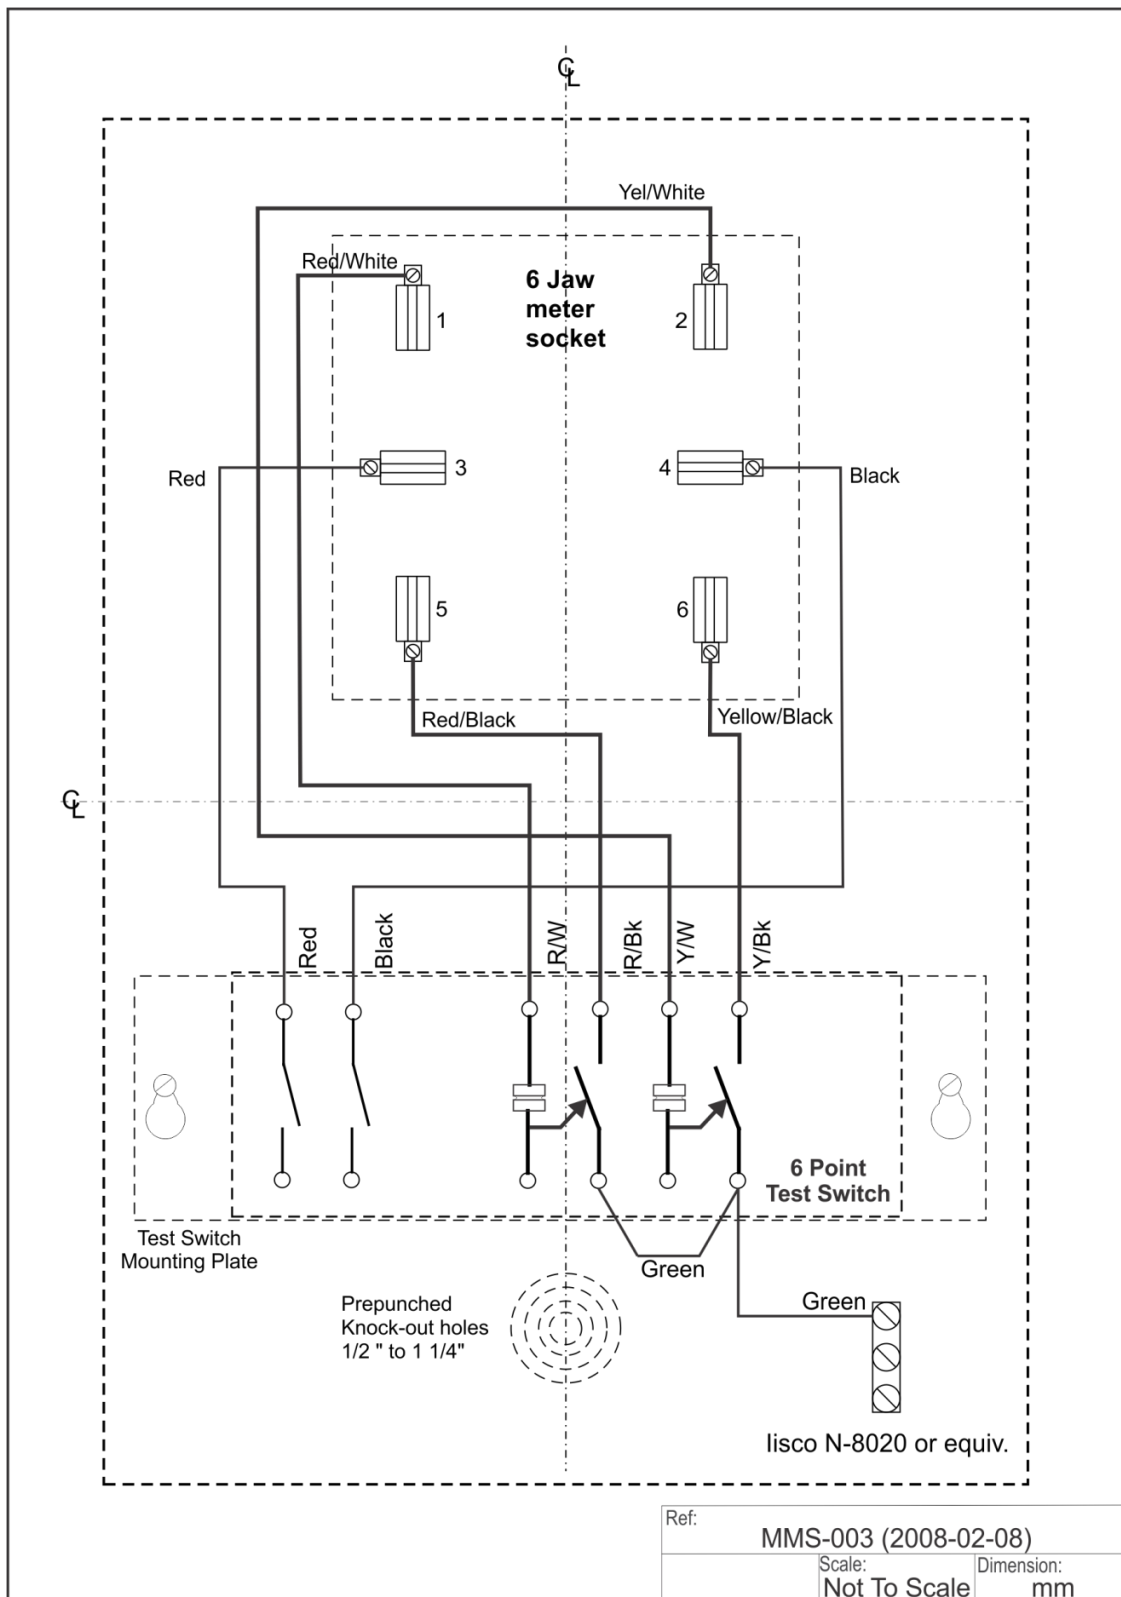 ℄
Yel/White
Red/White
6 Jaw
meter
socket
1
2
3
4
Red
Black
5
6
Red/Black
Yellow/Black
℄
Red
Black
R/W
R/Bk
Y/W
Y/Bk
6 Point
Test Switch
Test Switch
Mounting Plate
Green
Prepunched
Knock-out holes
1/2 " to 1 1/4"
Green
Iisco N-8020 or equiv.
Ref:
MMS-003 (2008-02-08)
Scale:
Not To Scale
Dimension:
mm